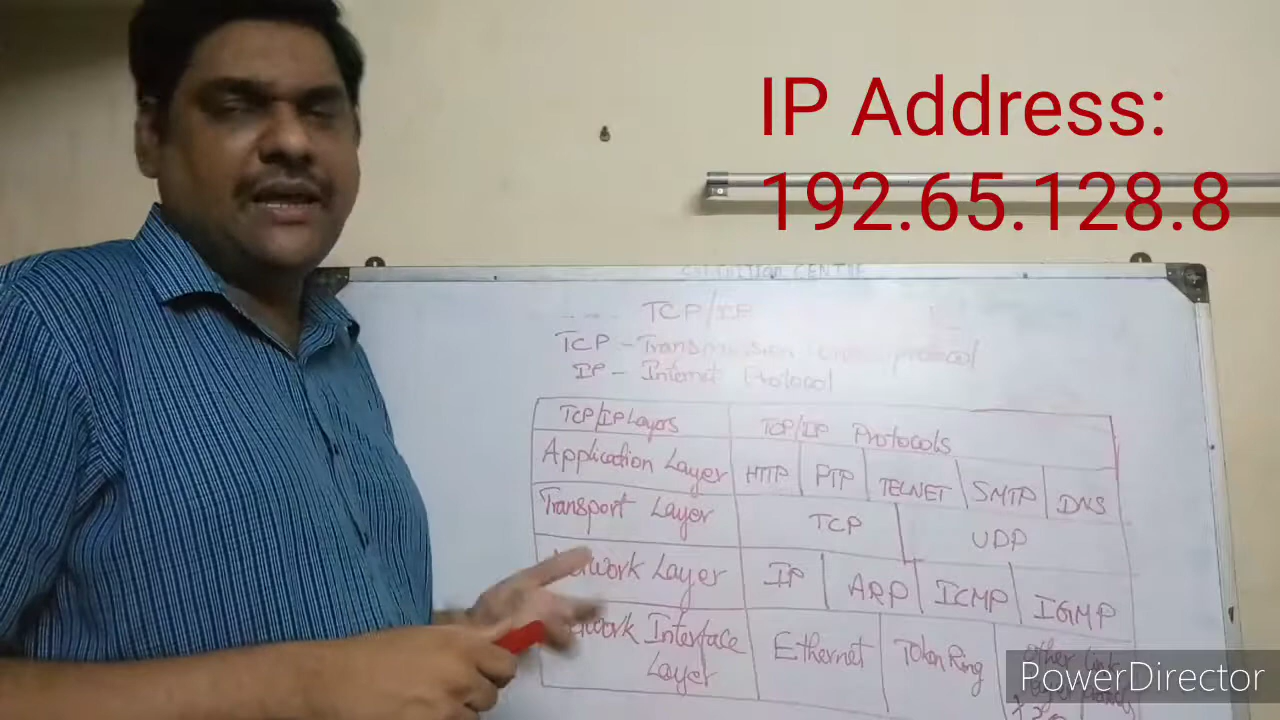 IP Address:
192.65.128.8
TCP/IP
TCP - Transmission protocol
IP - Internet Protocol
TCP/IP Layers TCP/IP Protocols
Application Layer HTTP FTP TELNET SMTP DNS
Transport Layer TCP UDP
Network Layer IP ARP ICMP IGMP
Network Interface Layer Ethernet Token Ring other link
PowerDirector